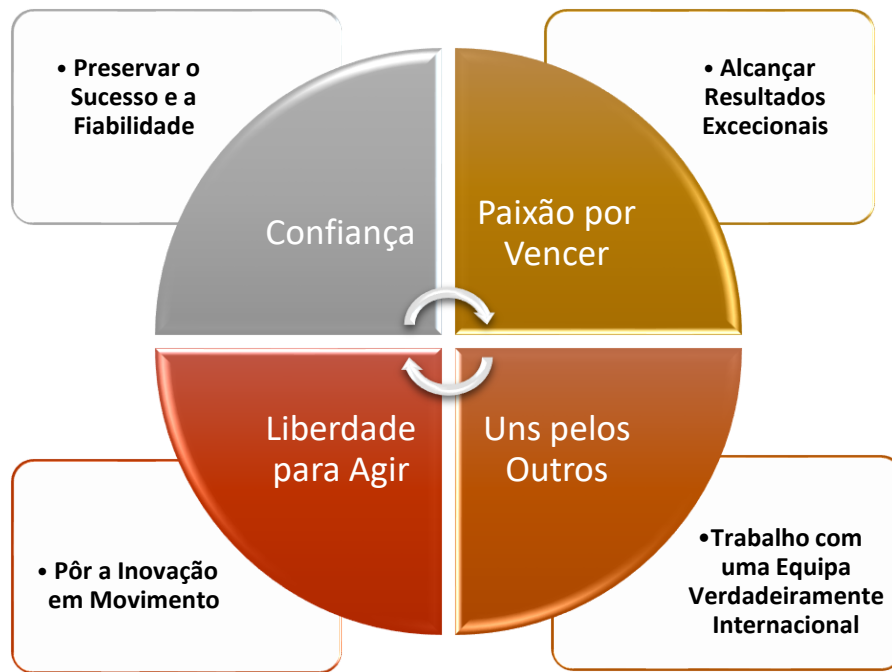 • Preservar o
Sucesso e a
Fiabilidade
• Alcançar
Resultados
Excecionais
Confiança
Paixão por
Vencer
Liberdade
para Agir
Uns pelos
Outros
• Pôr a Inovação
em Movimento
•Trabalho com
uma Equipa
Verdadeiramente
Internacional